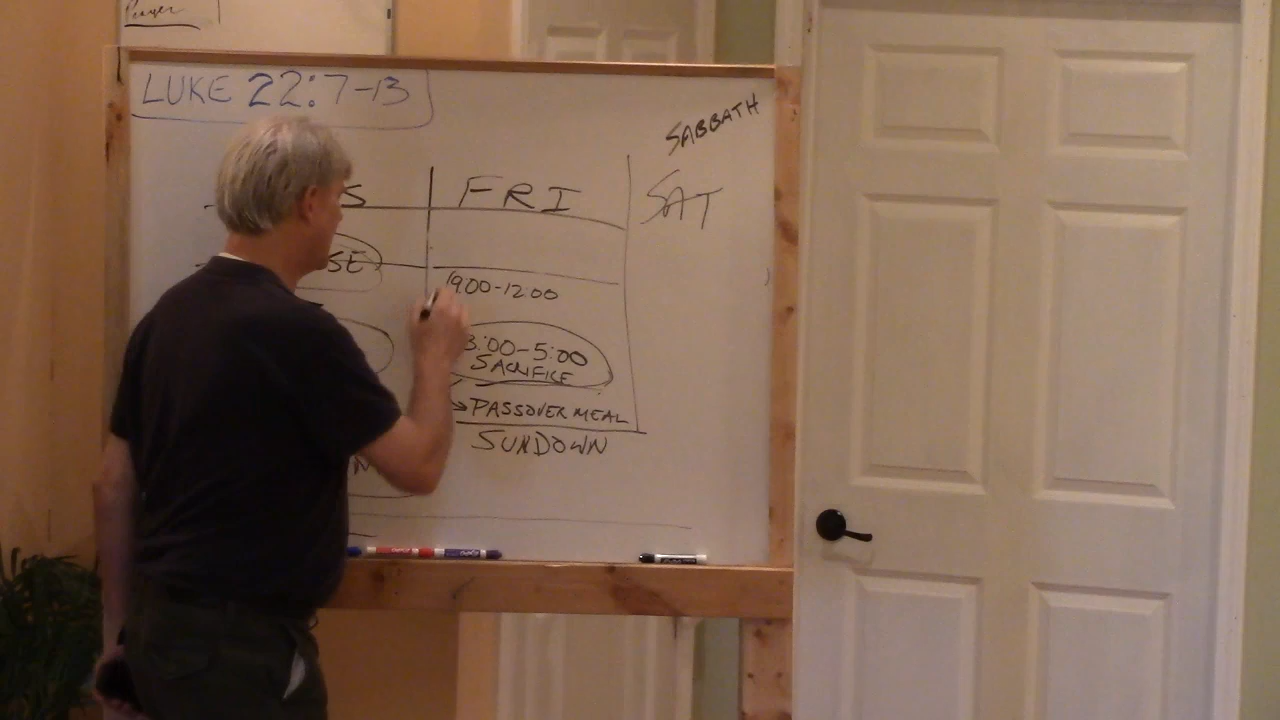 Prayer
LUKE 22:7-13
SABBATH
S
FRI
SAT
SE
9:00-12:00
3:00-5:00
SACRIFICE
PASSOVER MEAL
SUNDOWN
N